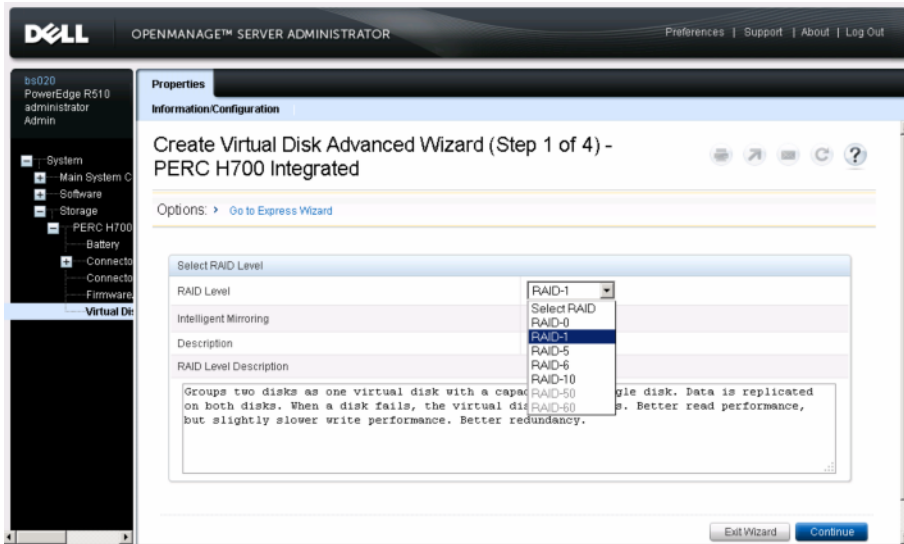 DELL
OPENMANAGE™ SERVER ADMINISTRATOR
Preferences | Support | About | Log Out
bs020
PowerEdge R510
administrator
Admin
System
Main System C
Software
Storage
PERC H700
Battery
Connecto
Connecto
Firmware
Virtual Di
Properties
Information/Configuration
Create Virtual Disk Advanced Wizard (Step 1 of 4) -
PERC H700 Integrated
Options: Go to Express Wizard
Select RAID Level
RAID Level
RAID-1
Select RAID
RAID-0
RAID-1
RAID-5
RAID-6
RAID-10
RAID-50
RAID-60
Intelligent Mirroring
Description
RAID Level Description
Groups two disks as one virtual disk with a capac gle disk. Data is replicated
on both disks. When a disk fails, the virtual dis s. Better read performance,
but slightly slower write performance. Better redundancy.
Exit Wizard
Continue